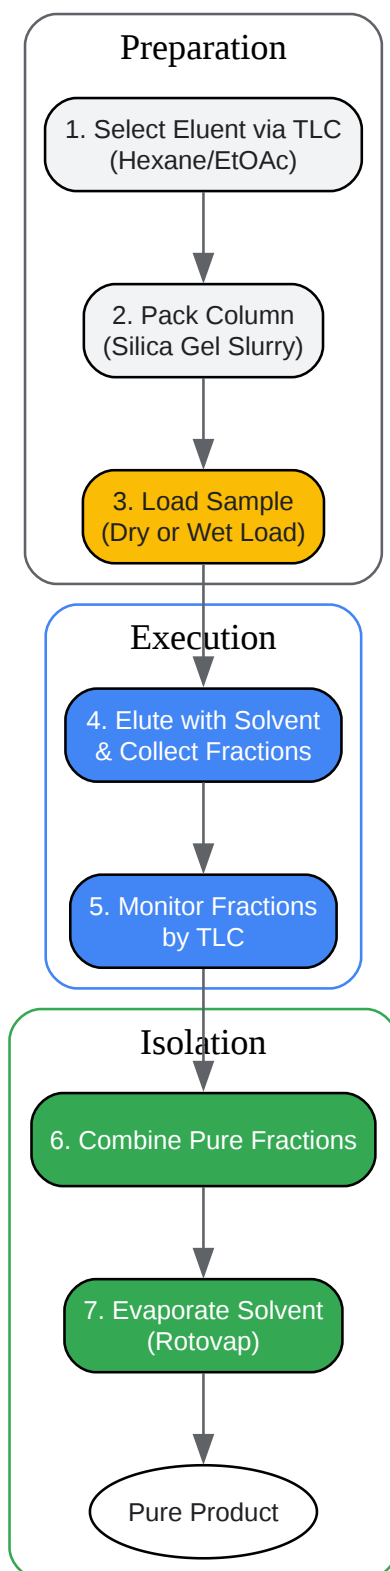 Preparation
1. Select Eluent via TLC
(Hexane/EtOAc)
2. Pack Column
(Silica Gel Slurry)
3. Load Sample
(Dry or Wet Load)
Execution
4. Elute with Solvent
& Collect Fractions
5. Monitor Fractions
by TLC
Isolation
6. Combine Pure Fractions
7. Evaporate Solvent
(Rotovap)
Pure Product